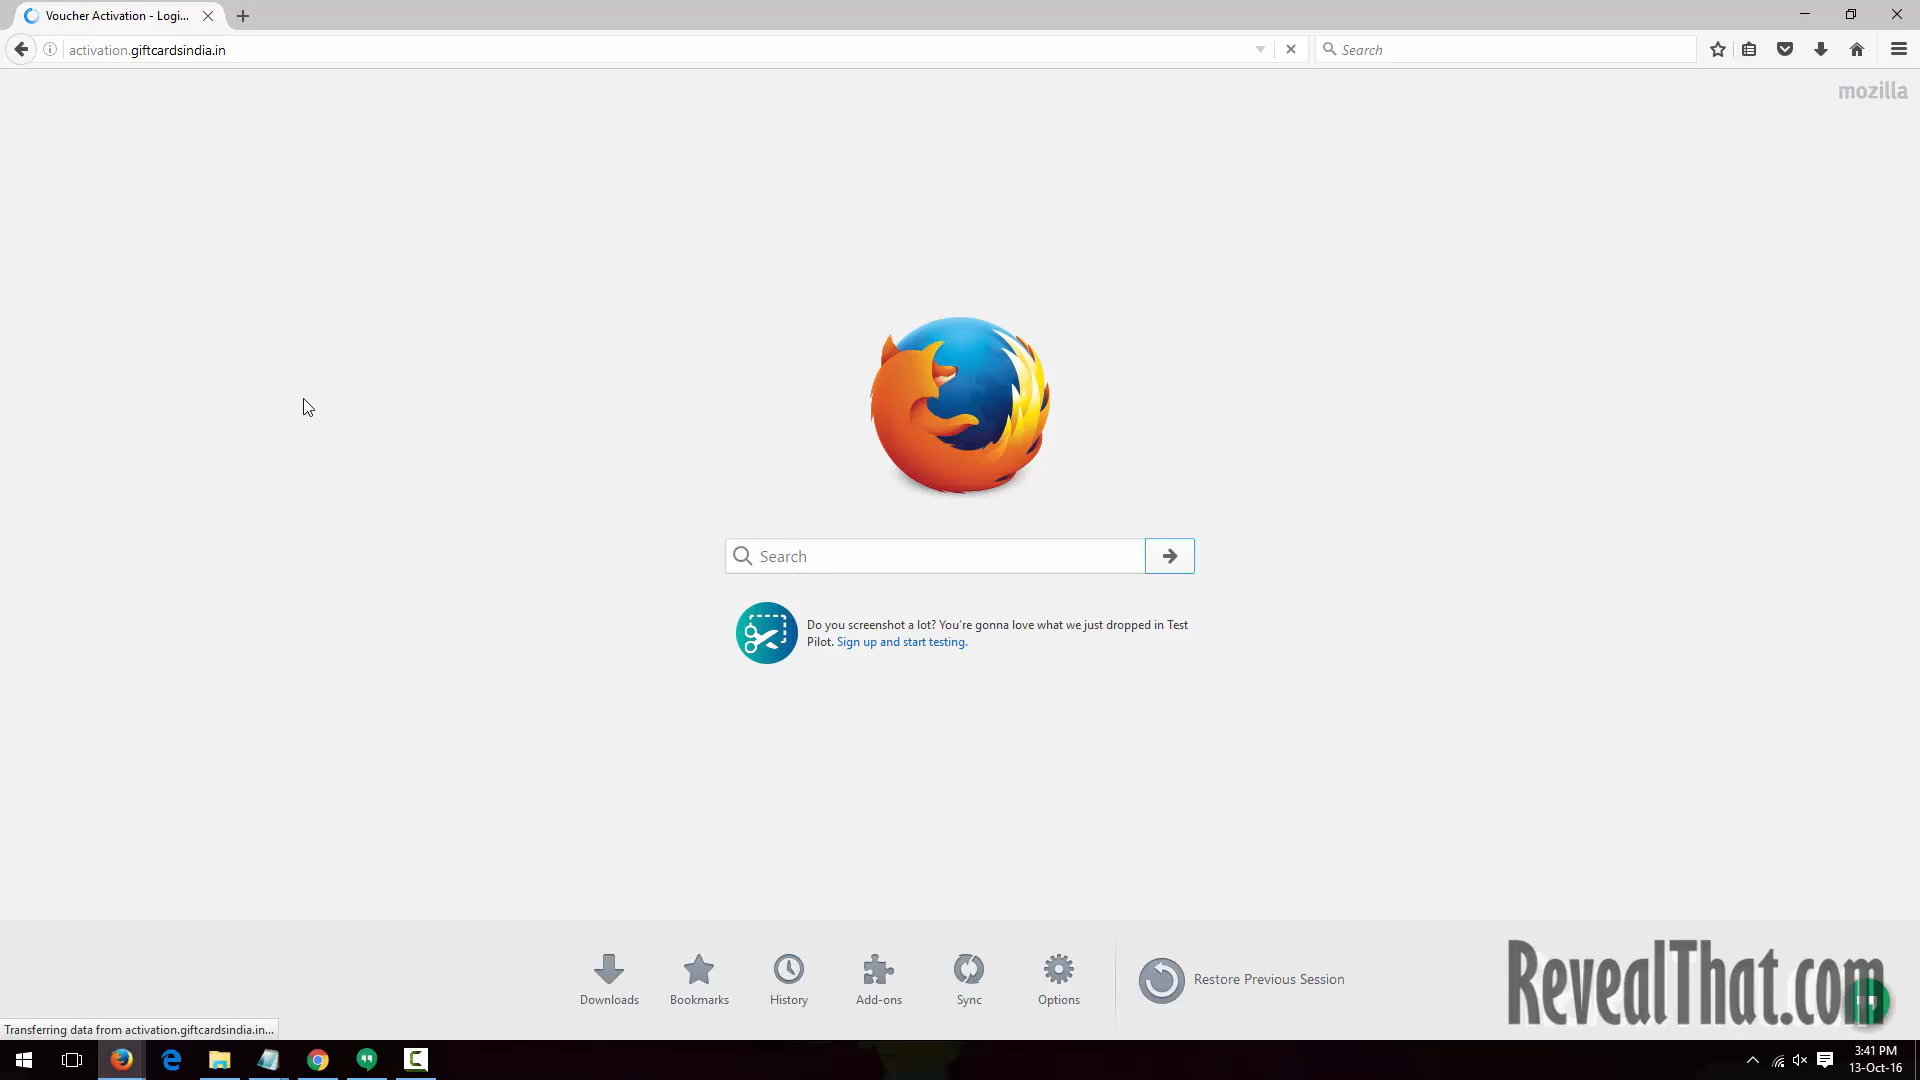 Voucher Activation - Logi...
activation.giftcardsindia.in
Search
mozilla
Search
Do you screenshot a lot? You're gonna love what we just dropped in Test
Pilot. Sign up and start testing.
Downloads
Bookmarks
History
Add-ons
Sync
Options
Restore Previous Session
RevealThat.com
Transferring data from activation.giftcardsindia.in...
3:41 PM
13-Oct-16